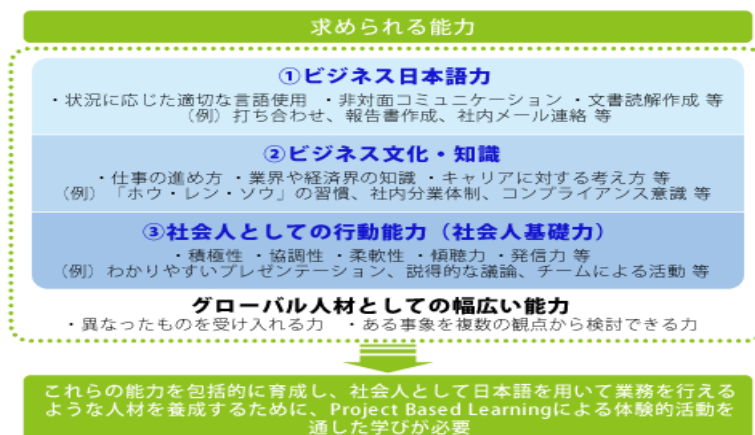 求められる能力
①ビジネス日本語力
・状況に応じた適切な言語使用 ・非対面コミュニケーション ・文書読解作成 等
（例）打ち合わせ、報告書作成、社内メール連絡 等
②ビジネス文化・知識
・仕事の進め方 ・業界や経済界の知識 ・キャリアに対する考え方 等
（例）「ホウ・レン・ソウ」の習慣、社内分業体制、コンプライアンス意識 等
③社会人としての行動能力（社会人基礎力）
・積極性 ・協調性 ・柔軟性 ・傾聴力 ・発信力 等
（例）わかりやすいプレゼンテーション、説得的な議論、チームによる活動 等
グローバル人材としての幅広い能力
・異なったものを受け入れる力 ・ある事象を複数の観点から検討できる力
これらの能力を包括的に育成し、社会人として日本語を用いて業務を行える
ような人材を養成するために、Project Based Learningによる体験的活動を
通した学びが必要